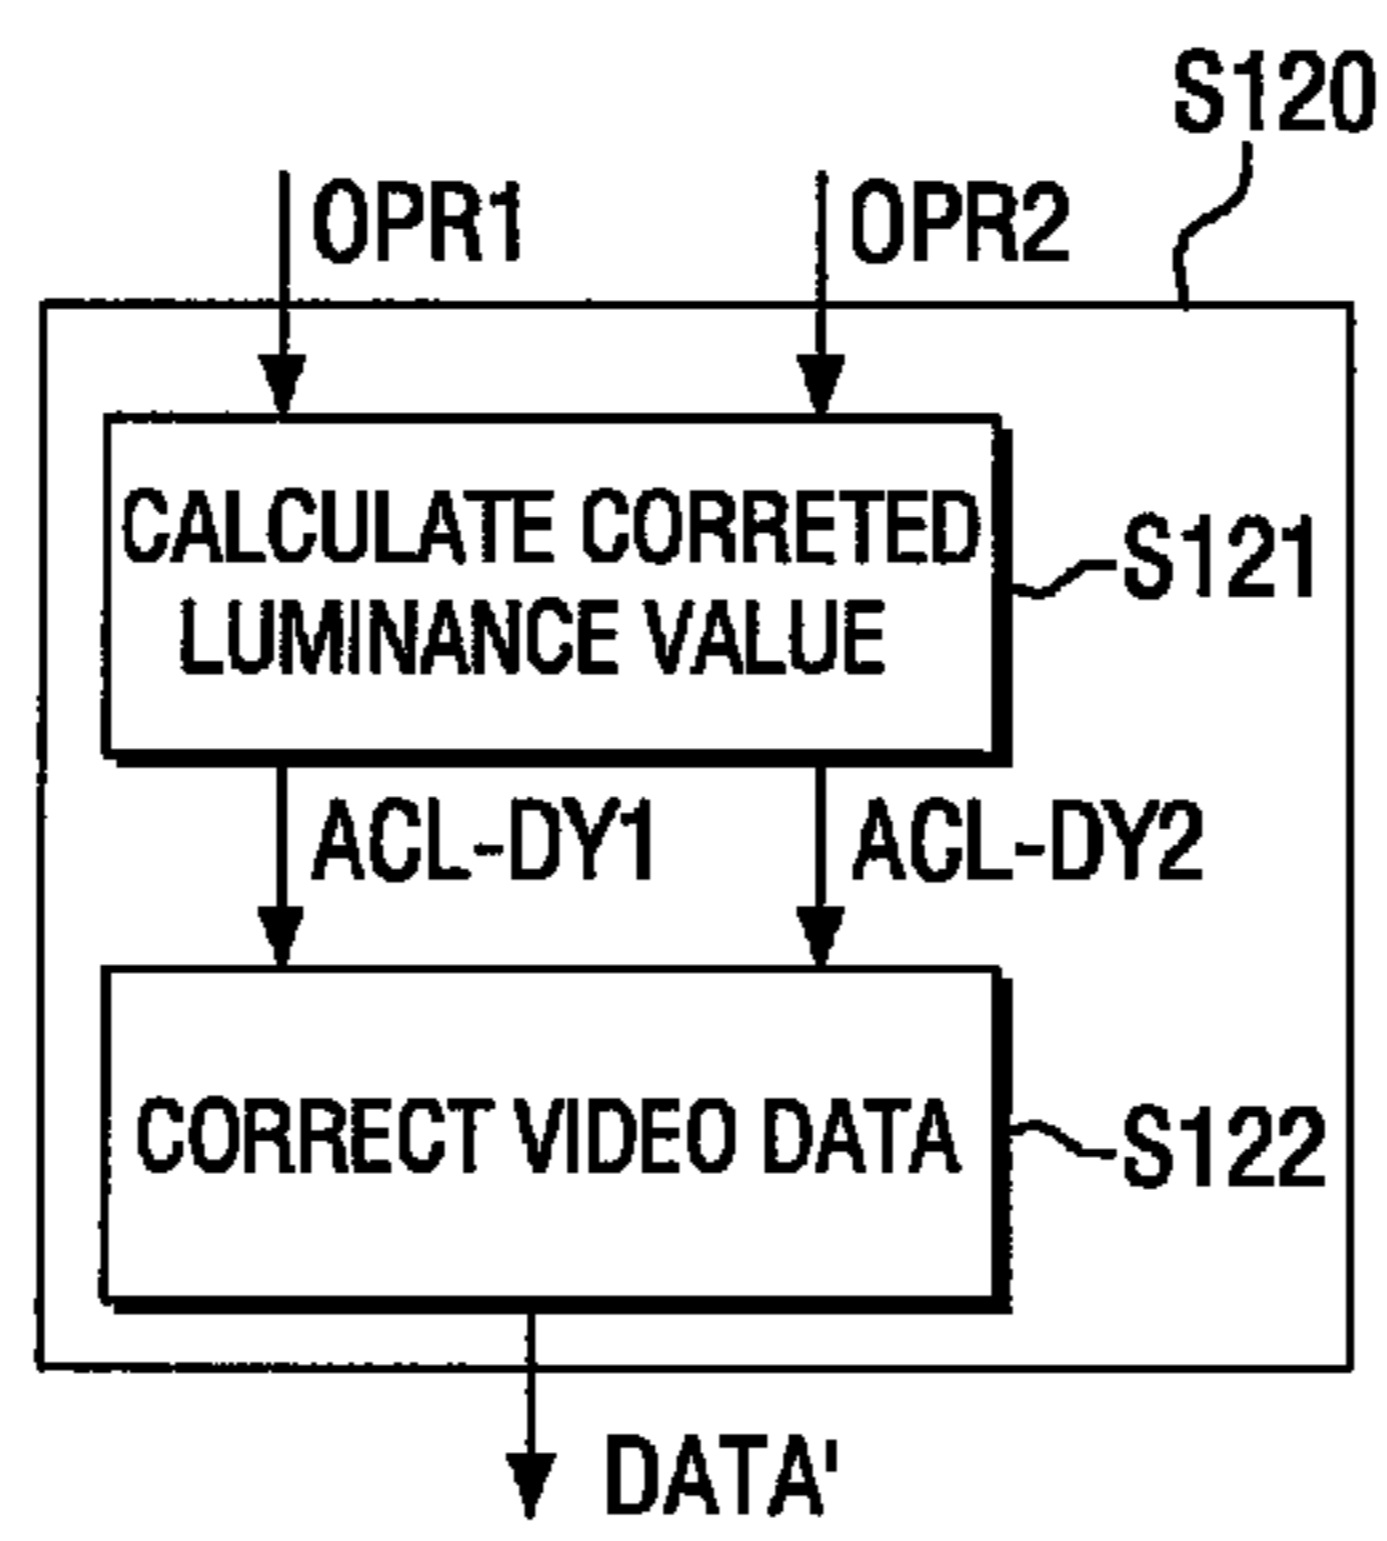 S120
OPR1 OPR2
CALCULATE CORRETED
LUMINANCE VALUE
S121
ACL-DY1 ACL-DY2
CORRECT VIDEO DATA
S122
DATA'